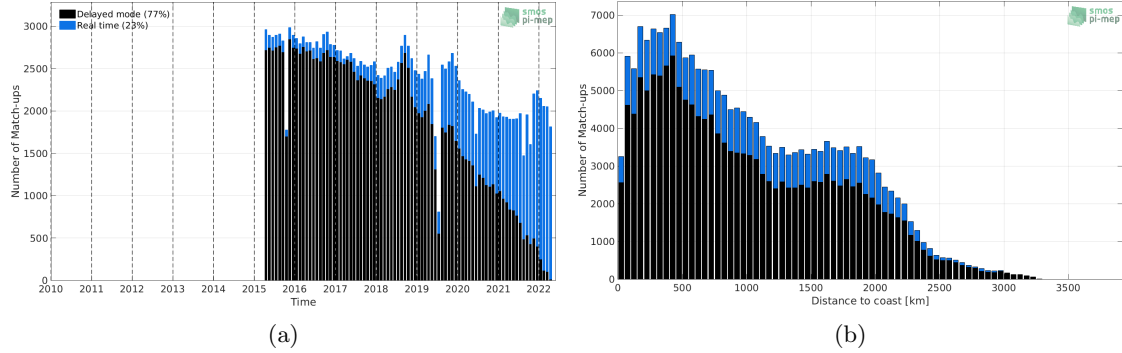 Delayed mode (77%)
Real time (23%)
smos
pi-mep
Number of Match-ups
3000
2500
2000
1500
1000
500
0
2010 2011 2012 2013 2014 2015 2016 2017 2018 2019 2020 2021 2022
Time
(a)
smos
pi-mep
Number of Match-ups
7000
6000
5000
4000
3000
2000
1000
0
0 500 1000 1500 2000 2500 3000 3500
Distance to coast [km]
(b)